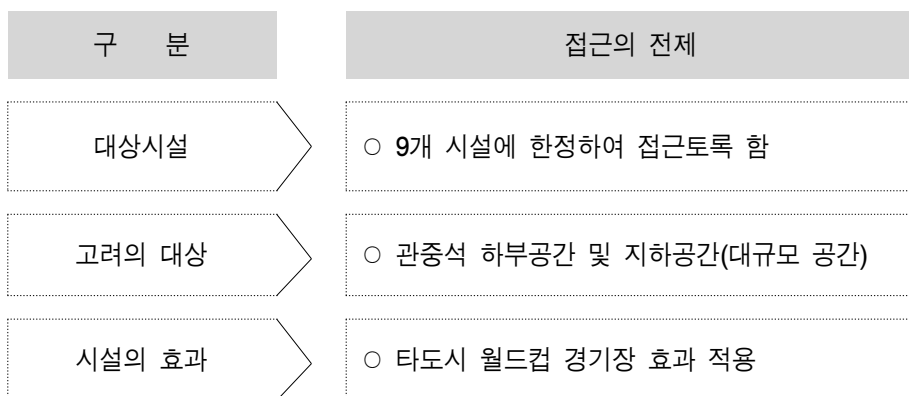 구 분 접근의 전제
대상시설 ○ 9개 시설에 한정하여 접근토록 함
고려의 대상 ○ 관중석 하부공간 및 지하공간(대규모 공간)
시설의 효과 ○ 타도시 월드컵 경기장 효과 적용